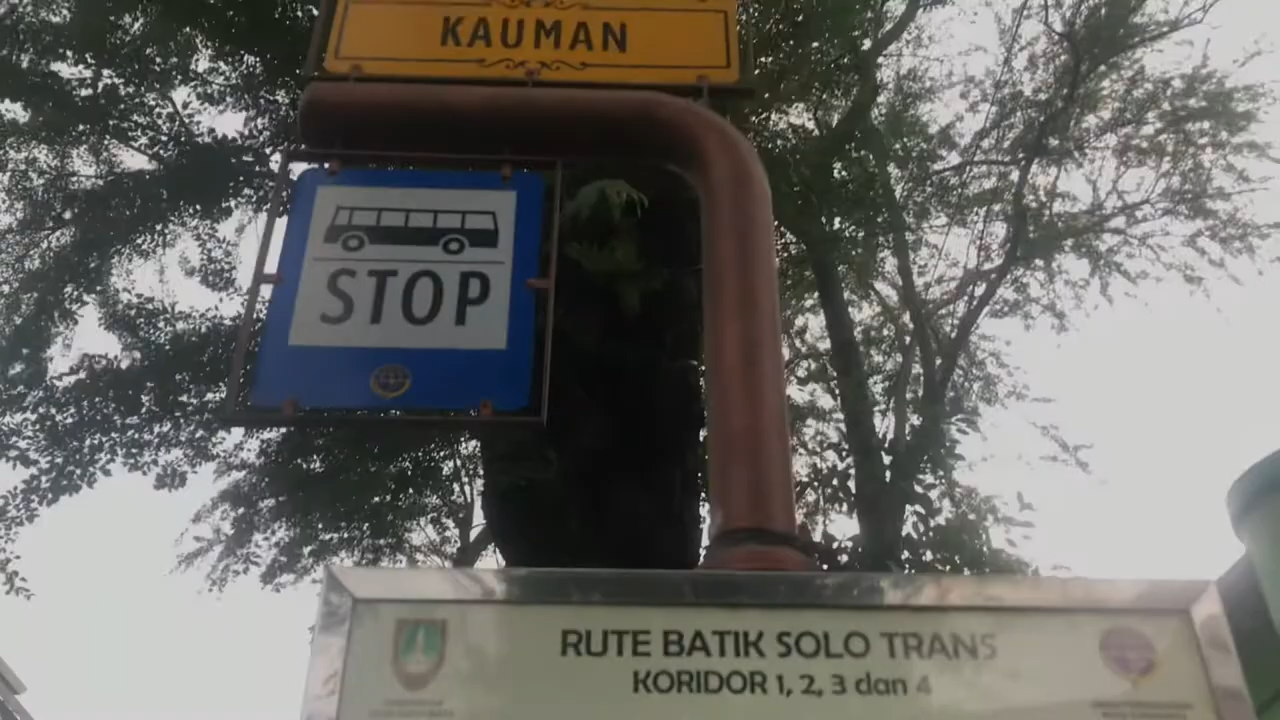 KAUMAN
STOP
RUTE BATIK SOLO TRANS
KORIDOR 1, 2, 3 dan 4